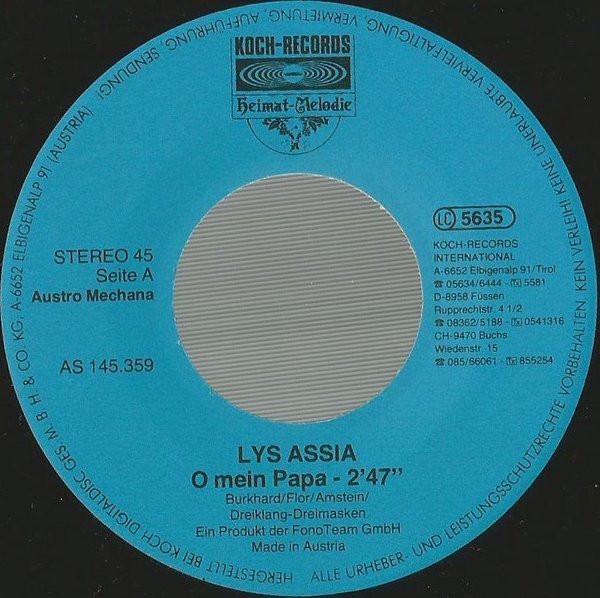 KOCH-RECORDS
Heimat-Melodie
STEREO 45
Seite A
Austro Mechana
AS 145.359
LC 5635
KOCH-RECORDS
INTERNATIONAL
A-6652 Elbigenalp 91/Tirol
☎ 05634/6444 - Tx 5581
D-8958 Füssen
Rupprechtstr. 4 1/2
☎ 08362/5188 - Tx 0541316
CH-9470 Buchs
Wiedenstr. 15
☎ 085/66061 - Tx 855254
LYS ASSIA
O mein Papa - 2'47''
Burkhard/Flor/Amstein/
Dreiklang-Dreimasken
Ein Produkt der FonoTeam GmbH
Made in Austria
HERGESTELLT BEI KOCH DIGITALDISC GES. M. B H & CO. KG, A-6652 ELBIGENALP 91 (AUSTRIA)
ALLE URHEBER- UND LEISTUNGSSCHUTZRECHTE VORBEHALTEN. KEIN VERLEIH! KEINE UNERLAUBTE VERVIELFÄLTIGUNG, VERMIETUNG, AUFFÜHRUNG, SENDUNG!